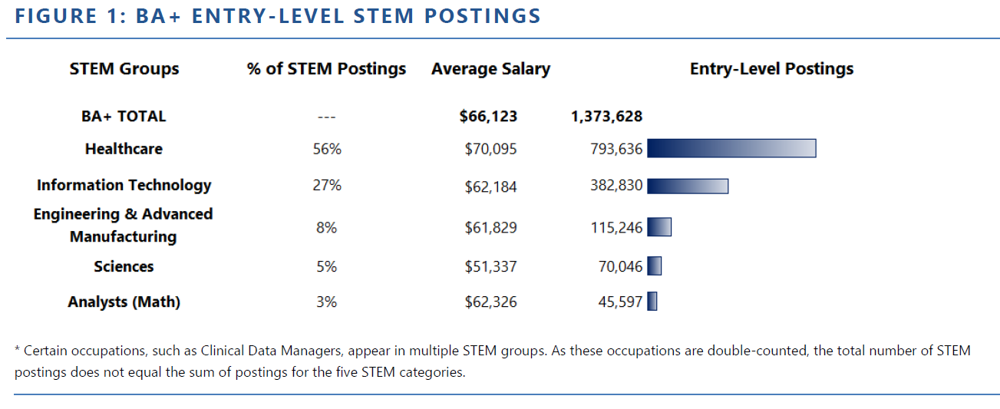 FIGURE 1: BA+ ENTRY-LEVEL STEM POSTINGS
STEM Groups % of STEM Postings Average Salary Entry-Level Postings
BA+ TOTAL --- $66,123 1,373,628
Healthcare 56% $70,095 793,636
Information Technology 27% $62,184 382,830
Engineering & Advanced
Manufacturing 8% $61,829 115,246
Sciences 5% $51,337 70,046
Analysts (Math) 3% $62,326 45,597
* Certain occupations, such as Clinical Data Managers, appear in multiple STEM groups. As these occupations are double-counted, the total number of STEM
postings does not equal the sum of postings for the five STEM categories.